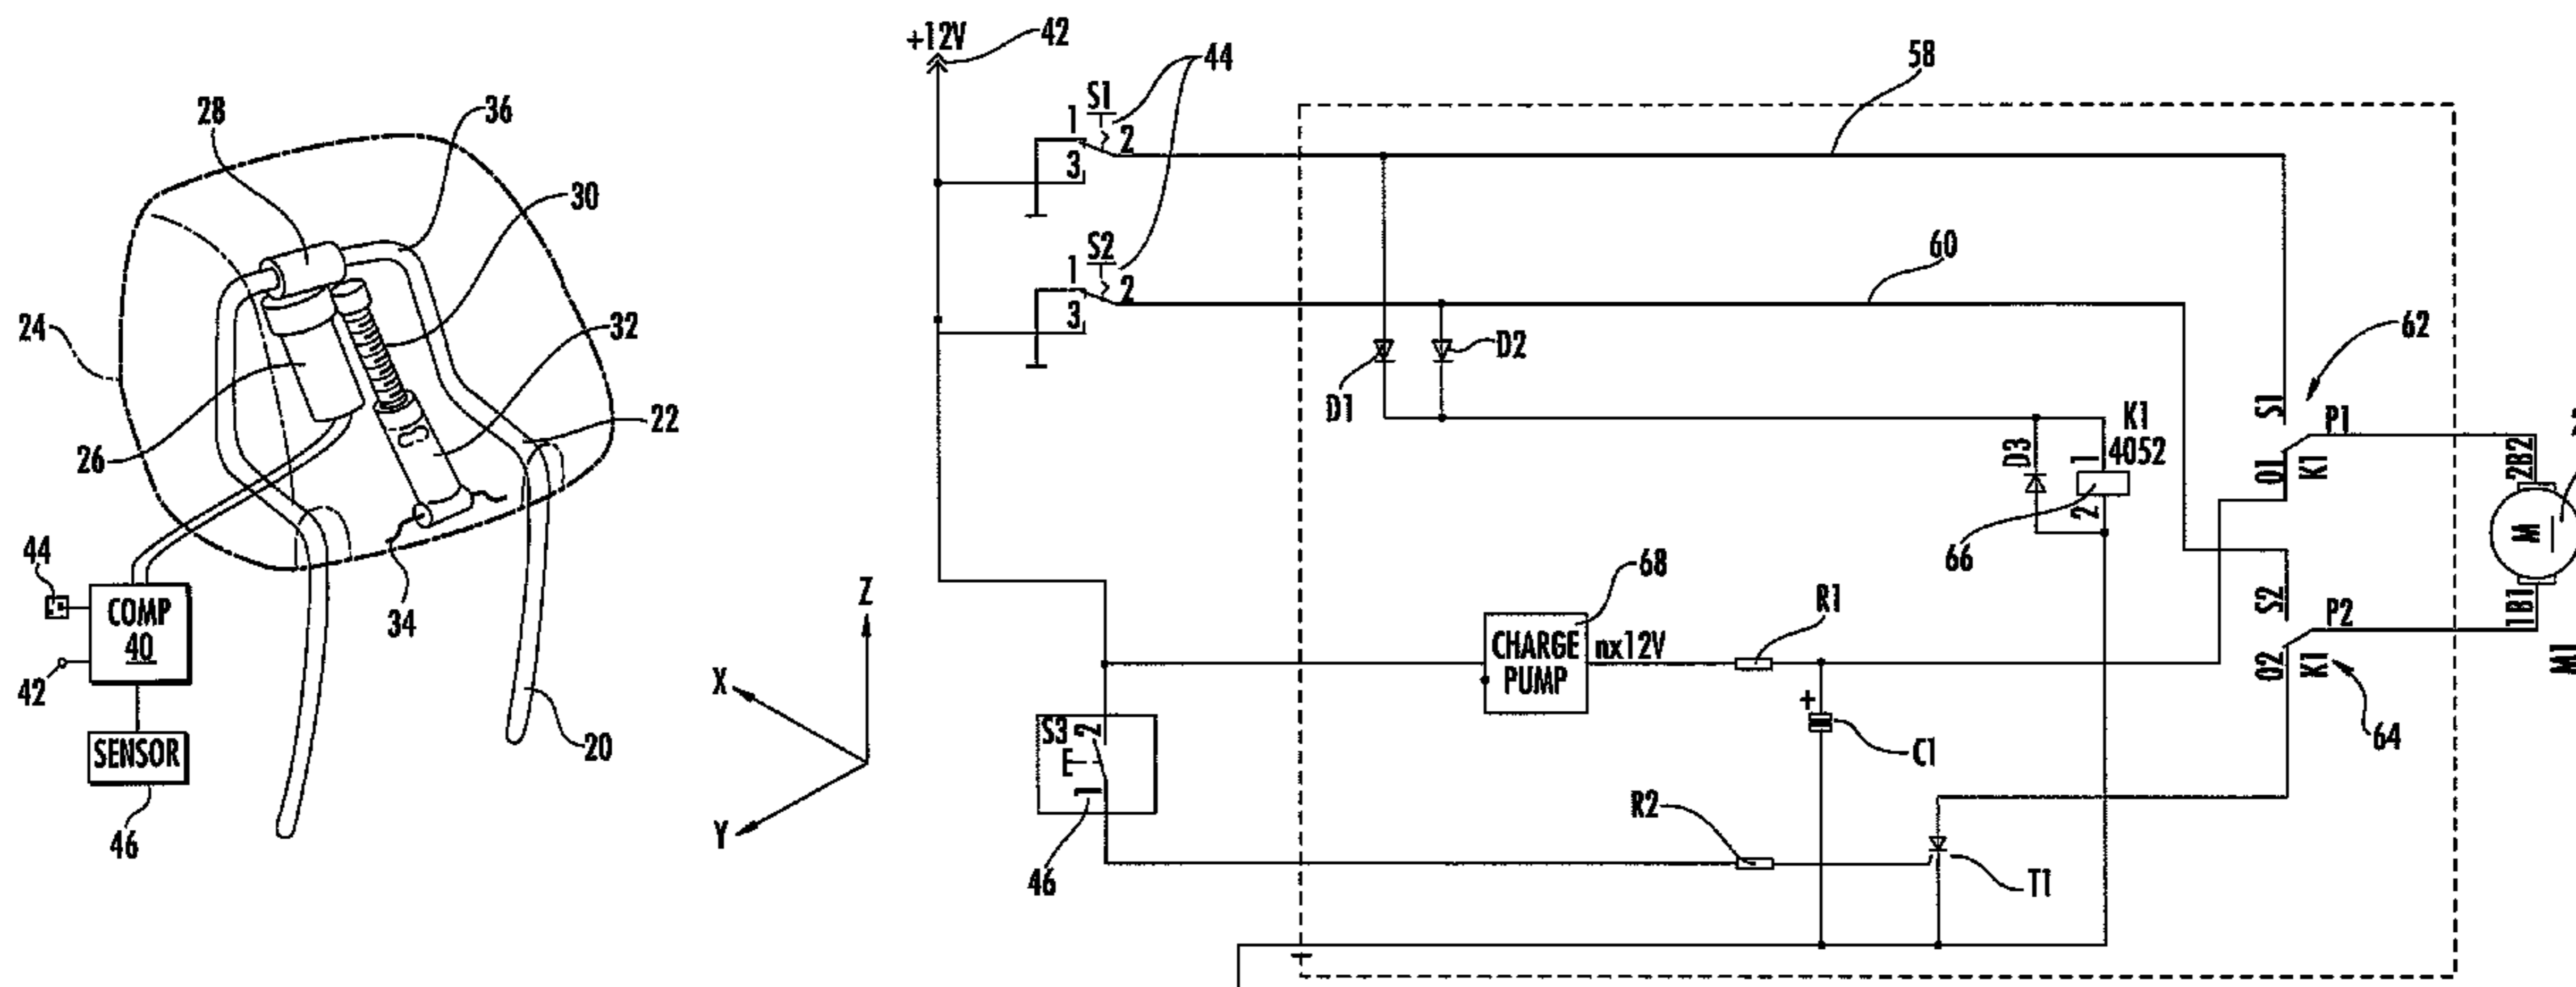 28
36
30
24
32
26
22
44
COMP
40
34
42
SENSOR
46
20
Z
X
Y
+12V
42
44
S1
1
2
3
58
S2
1
2
3
60
D1
D2
62
S1
P1
O1
K1
D3
K1
4052
1
2
66
2B2
M
1B1
M1
S2
P2
O2
K1
64
CHARGE
PUMP
68
nx12V
R1
+
C1
S3
2
1
46
R2
T1